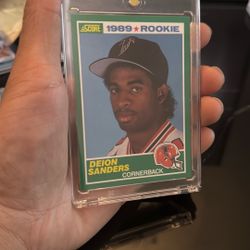 SCORE
1989 ★ ROOKIE
DEION
SANDERS
CORNERBACK